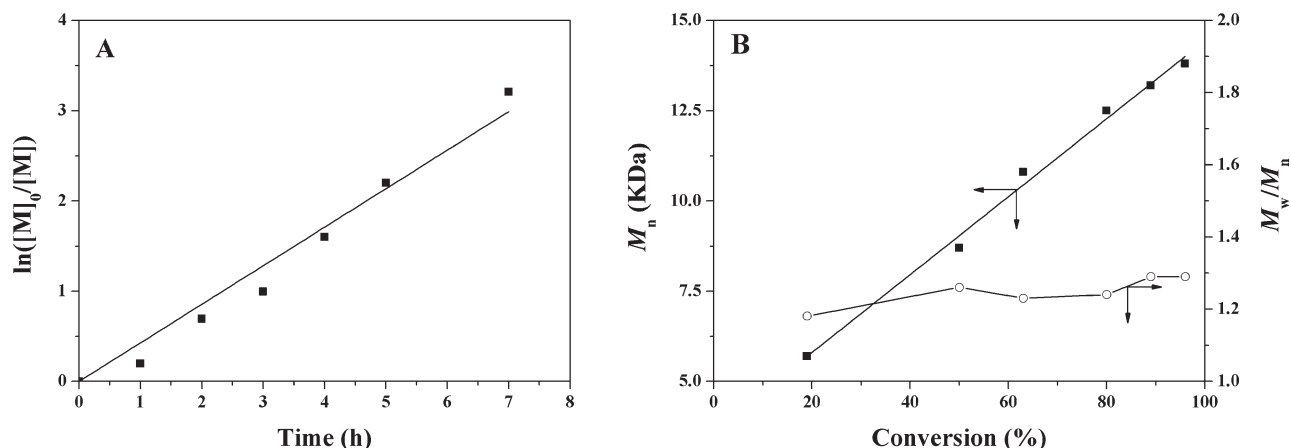 A
4
3
2
1
0
ln([M]₀/[M])
0 1 2 3 4 5 6 7 8
Time (h)
B
15.0
12.5
10.0
7.5
5.0
Mₙ (KDa)
2.0
1.8
1.6
1.4
1.2
1.0
M_w/Mₙ
0 20 40 60 80 100
Conversion (%)